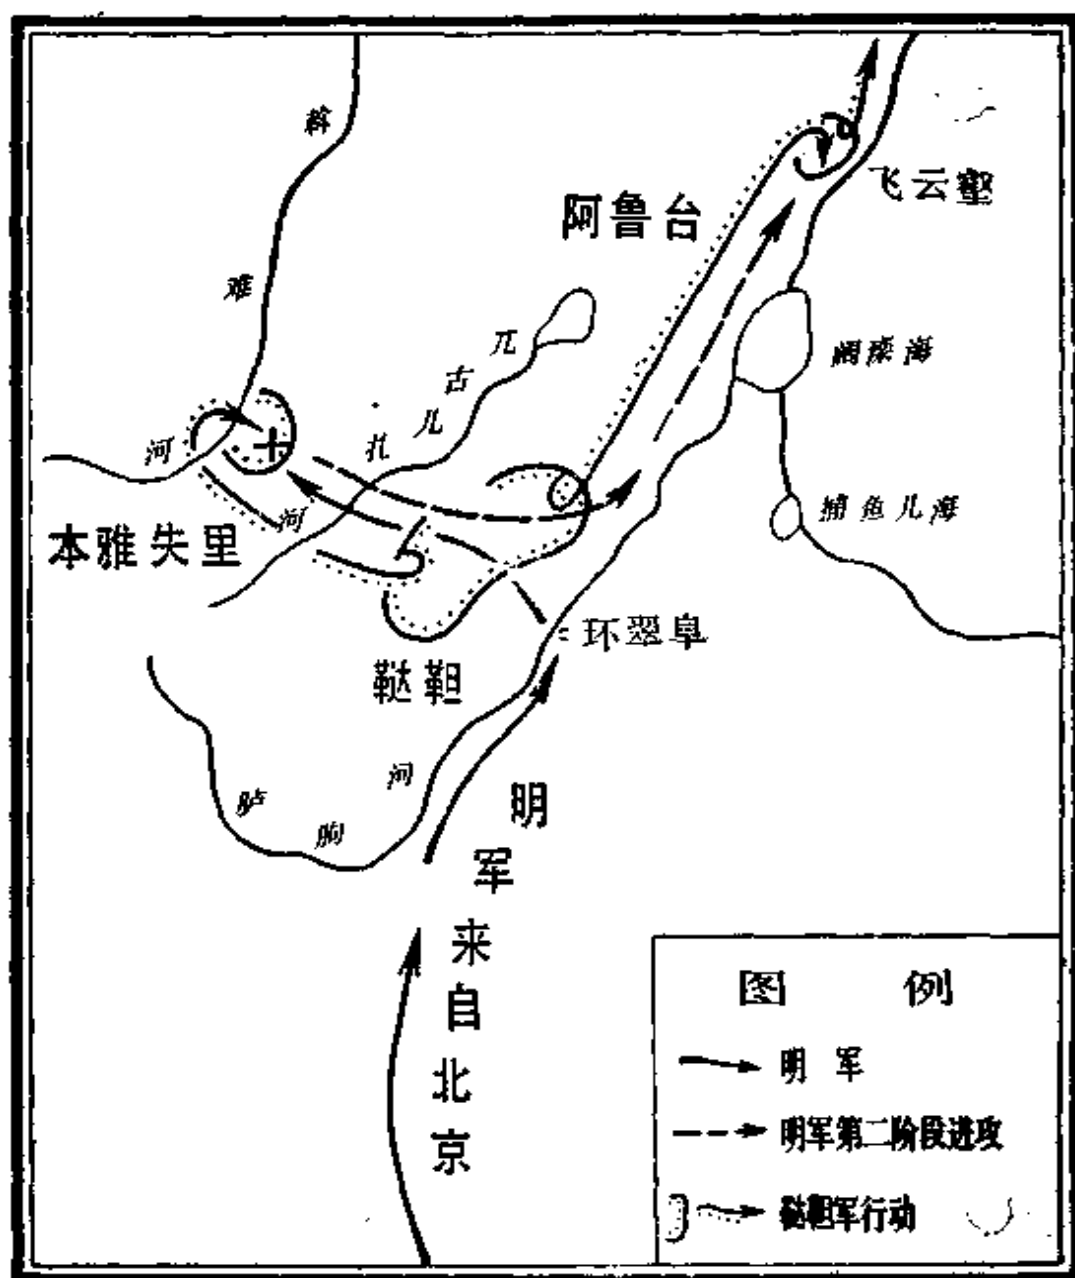 斡难河
阿鲁台
飞云壑
阔滦海
捕鱼儿海
扎儿古兀河
本雅失里
环翠阜
鞑靼
胪朐河
明军来自北京
图 例
明 军
明军第二阶段进攻
鞑靼军行动